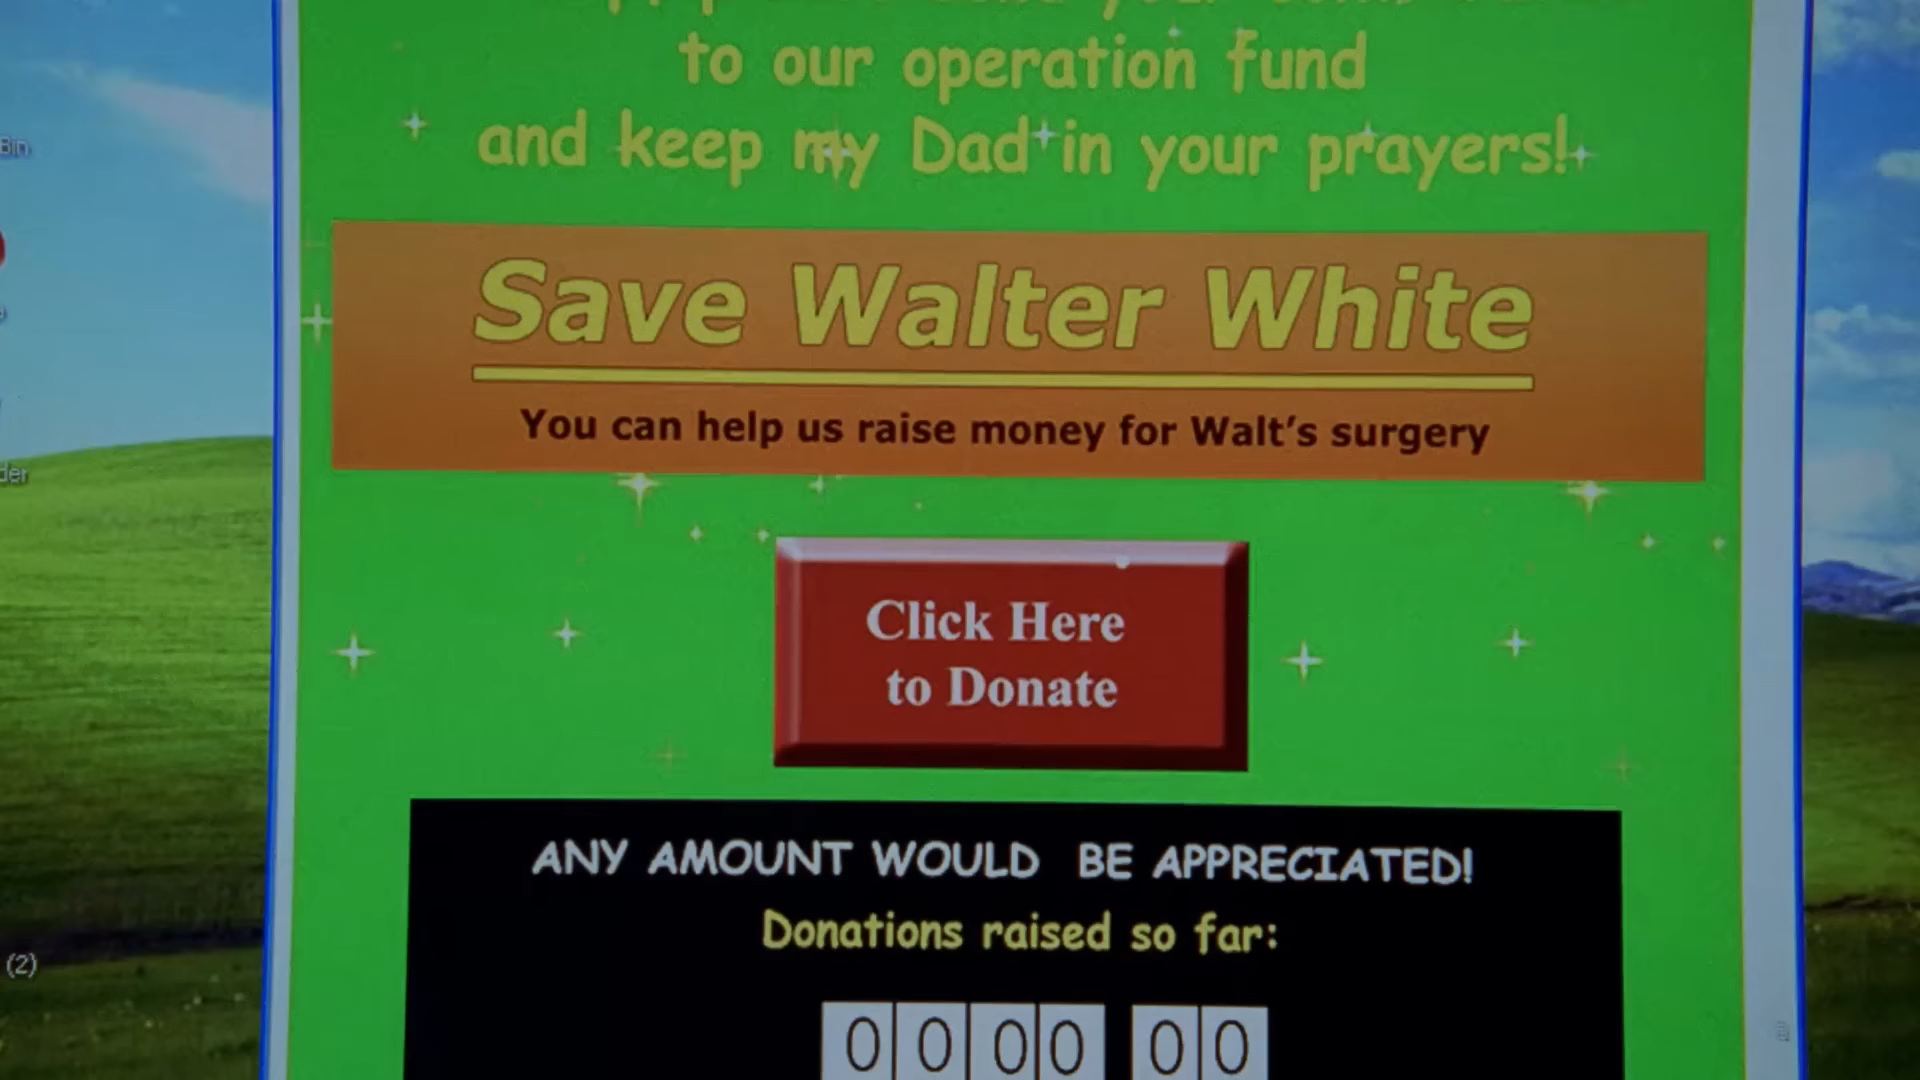 to our operation fund
and keep my Dad in your prayers!
Save Walter White
You can help us raise money for Walt's surgery
Click Here
to Donate
ANY AMOUNT WOULD BE APPRECIATED!
Donations raised so far:
0 0 0 0 0 0
Bin
(2)